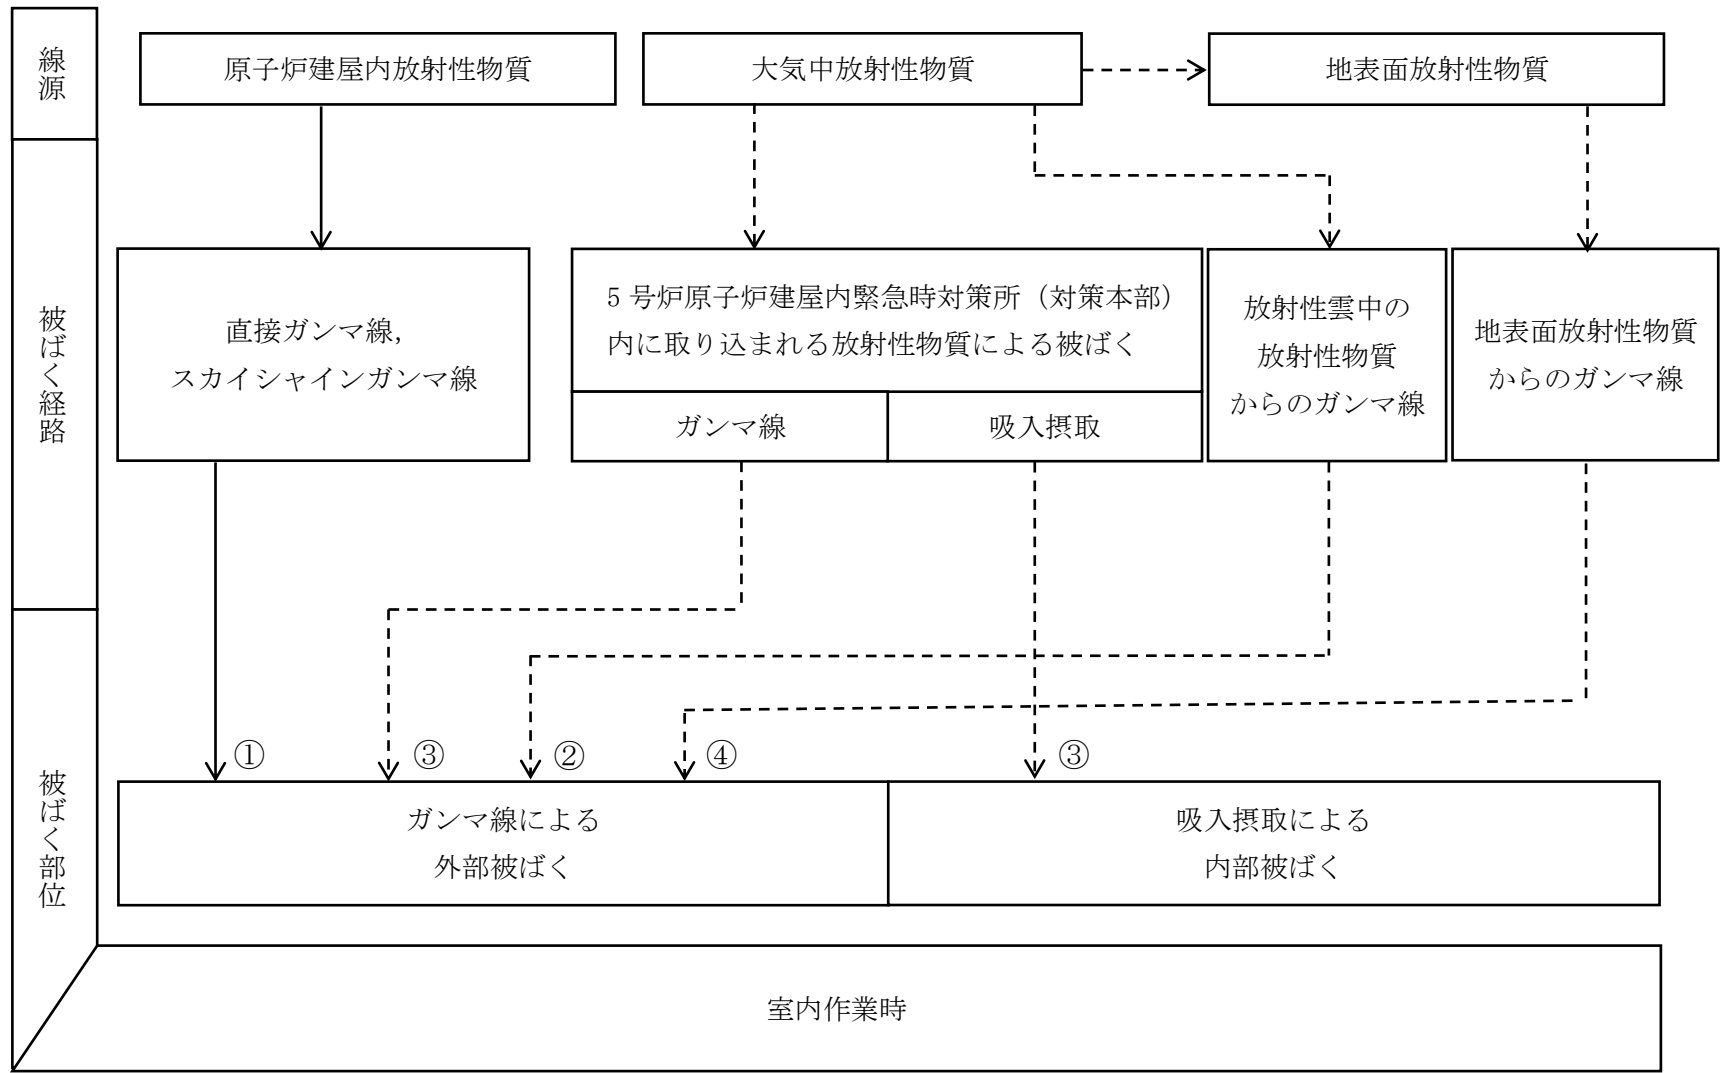 線源
原子炉建屋内放射性物質
大気中放射性物質
地表面放射性物質
被ばく経路
直接ガンマ線，
スカイシャインガンマ線
5 号炉原子炉建屋内緊急時対策所（対策本部）
内に取り込まれる放射性物質による被ばく
ガンマ線
吸入摂取
放射性雲中の
放射性物質
からのガンマ線
地表面放射性物質
からのガンマ線
①
③
②
④
③
被ばく部位
ガンマ線による
外部被ばく
吸入摂取による
内部被ばく
室内作業時